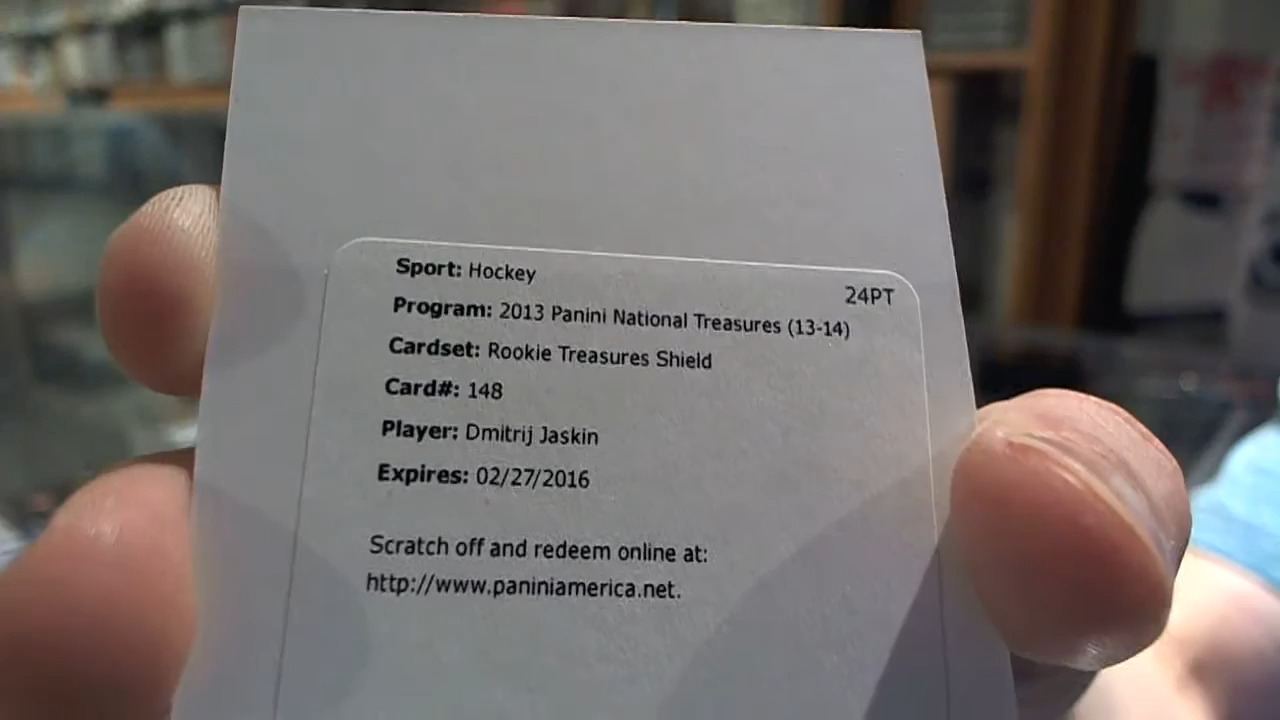 Sport: Hockey
24PT
Program: 2013 Panini National Treasures (13-14)
Cardset: Rookie Treasures Shield
Card#: 148
Player: Dmitrij Jaskin
Expires: 02/27/2016
Scratch off and redeem online at:
http://www.paniniamerica.net.